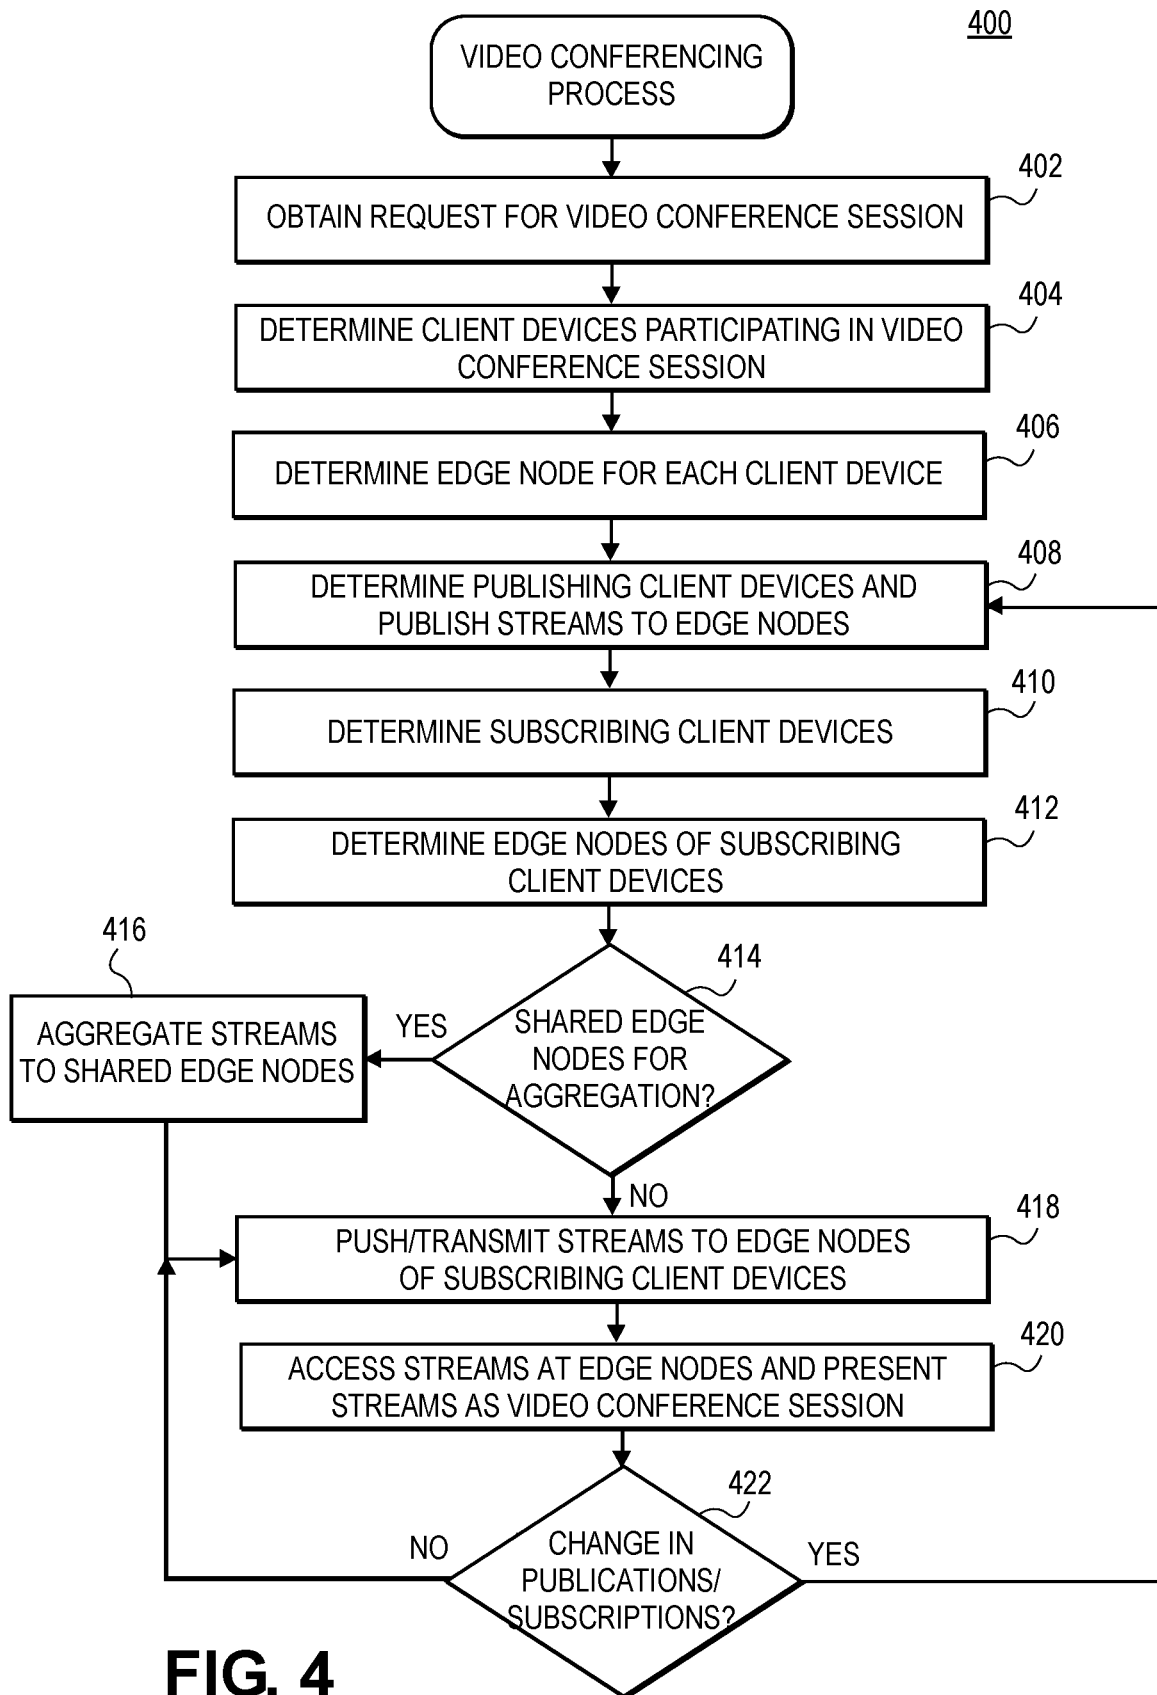 400
VIDEO CONFERENCING
PROCESS
402
OBTAIN REQUEST FOR VIDEO CONFERENCE SESSION
404
DETERMINE CLIENT DEVICES PARTICIPATING IN VIDEO
CONFERENCE SESSION
406
DETERMINE EDGE NODE FOR EACH CLIENT DEVICE
408
DETERMINE PUBLISHING CLIENT DEVICES AND
PUBLISH STREAMS TO EDGE NODES
410
DETERMINE SUBSCRIBING CLIENT DEVICES
412
DETERMINE EDGE NODES OF SUBSCRIBING
CLIENT DEVICES
414
SHARED EDGE
NODES FOR
AGGREGATION?
YES
416
AGGREGATE STREAMS
TO SHARED EDGE NODES
NO
418
PUSH/TRANSMIT STREAMS TO EDGE NODES
OF SUBSCRIBING CLIENT DEVICES
420
ACCESS STREAMS AT EDGE NODES AND PRESENT
STREAMS AS VIDEO CONFERENCE SESSION
422
CHANGE IN
PUBLICATIONS/
SUBSCRIPTIONS?
NO
YES
FIG. 4